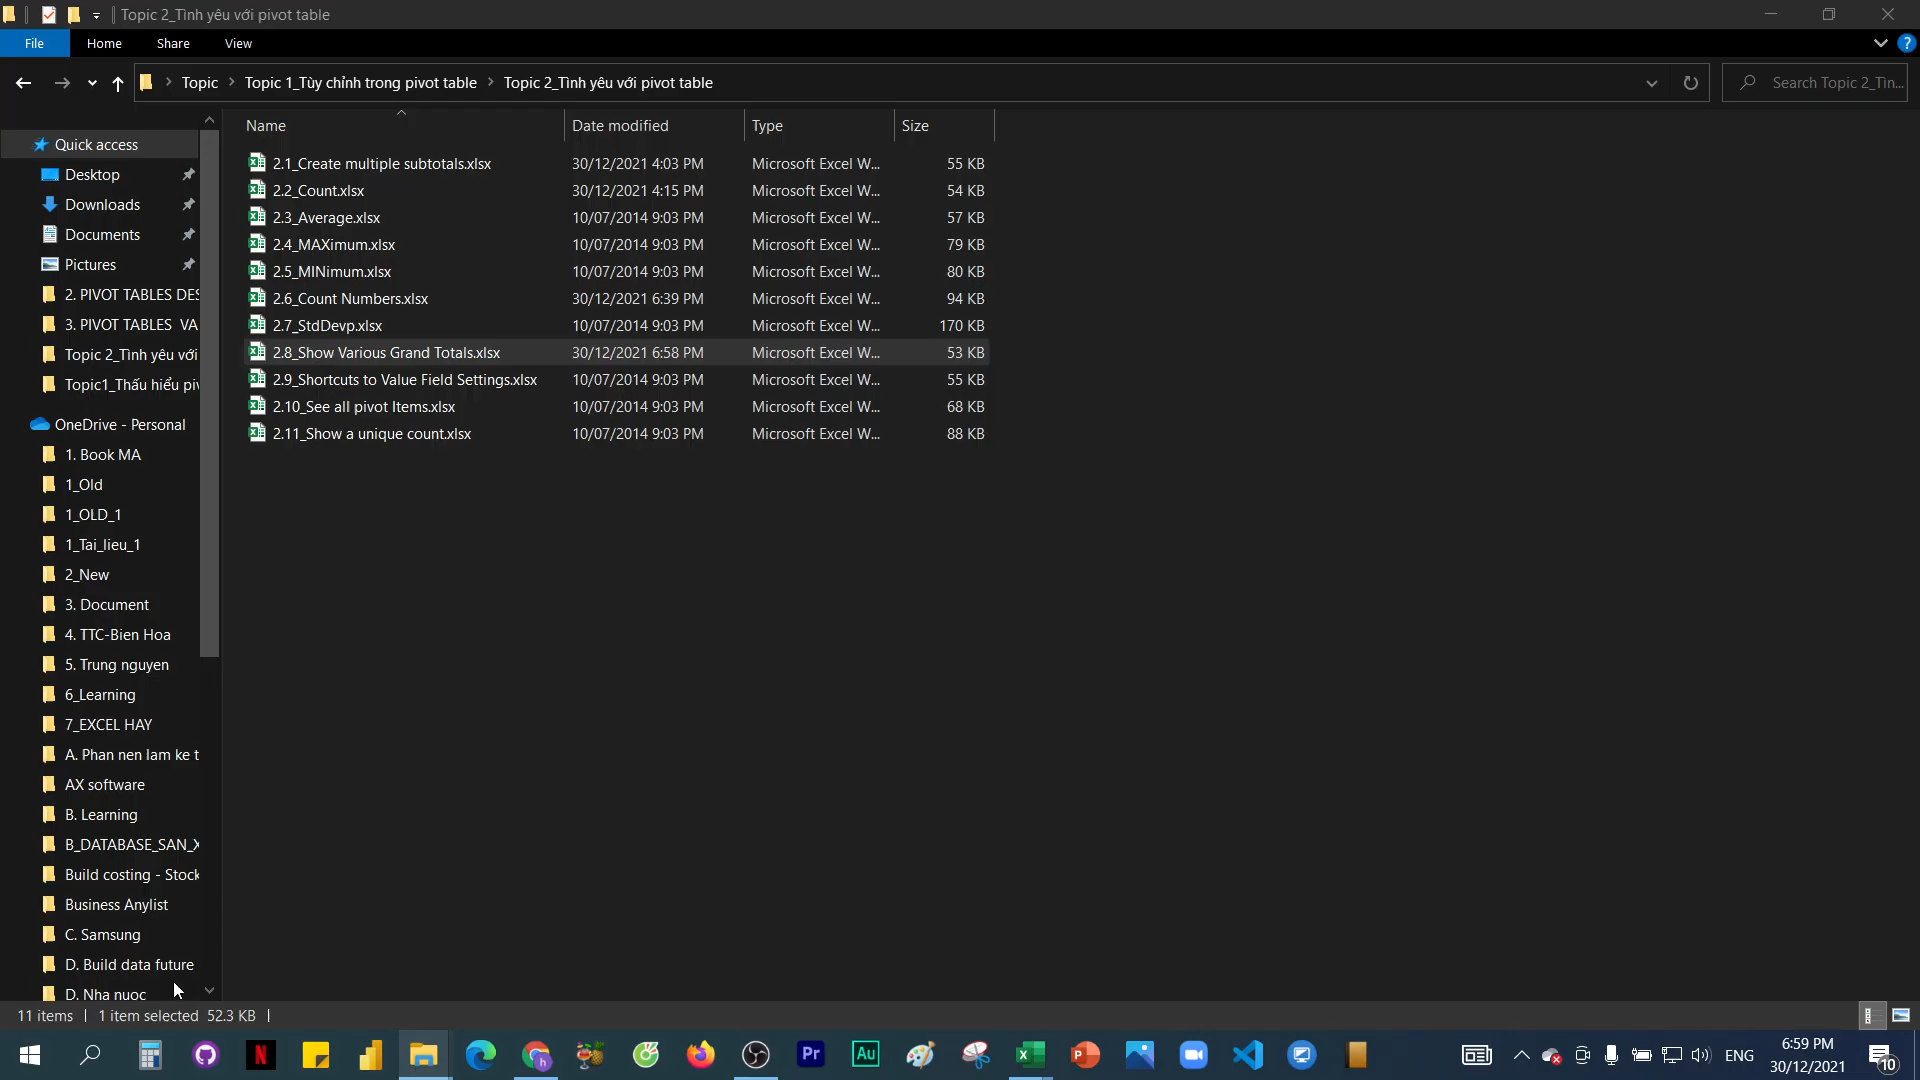 Topic 2_Tình yêu với pivot table
File Home Share View
Topic Topic 1_Tùy chỉnh trong pivot table Topic 2_Tình yêu với pivot table Search Topic 2_Tìn...
Name Date modified Type Size
2.1_Create multiple subtotals.xlsx 30/12/2021 4:03 PM Microsoft Excel W... 55 KB
2.2_Count.xlsx 30/12/2021 4:15 PM Microsoft Excel W... 54 KB
2.3_Average.xlsx 10/07/2014 9:03 PM Microsoft Excel W... 57 KB
2.4_MAXimum.xlsx 10/07/2014 9:03 PM Microsoft Excel W... 79 KB
2.5_MINimum.xlsx 10/07/2014 9:03 PM Microsoft Excel W... 80 KB
2.6_Count Numbers.xlsx 30/12/2021 6:39 PM Microsoft Excel W... 94 KB
2.7_StdDevp.xlsx 10/07/2014 9:03 PM Microsoft Excel W... 170 KB
2.8_Show Various Grand Totals.xlsx 30/12/2021 6:58 PM Microsoft Excel W... 53 KB
2.9_Shortcuts to Value Field Settings.xlsx 10/07/2014 9:03 PM Microsoft Excel W... 55 KB
2.10_See all pivot Items.xlsx 10/07/2014 9:03 PM Microsoft Excel W... 68 KB
2.11_Show a unique count.xlsx 10/07/2014 9:03 PM Microsoft Excel W... 88 KB
Quick access
Desktop
Downloads
Documents
Pictures
2. PIVOT TABLES DES
3. PIVOT TABLES VA
Topic 2_Tình yêu với
Topic1_Thấu hiểu piv
OneDrive - Personal
1. Book MA
1_Old
1_OLD_1
1_Tai_lieu_1
2_New
3. Document
4. TTC-Bien Hoa
5. Trung nguyen
6_Learning
7_EXCEL HAY
A. Phan nen lam ke t
AX software
B. Learning
B_DATABASE_SAN_X
Build costing - Stock
Business Anylist
C. Samsung
D. Build data future
D. Nha nuoc
11 items 1 item selected 52.3 KB
N Pr Au ENG 6:59 PM
30/12/2021
10